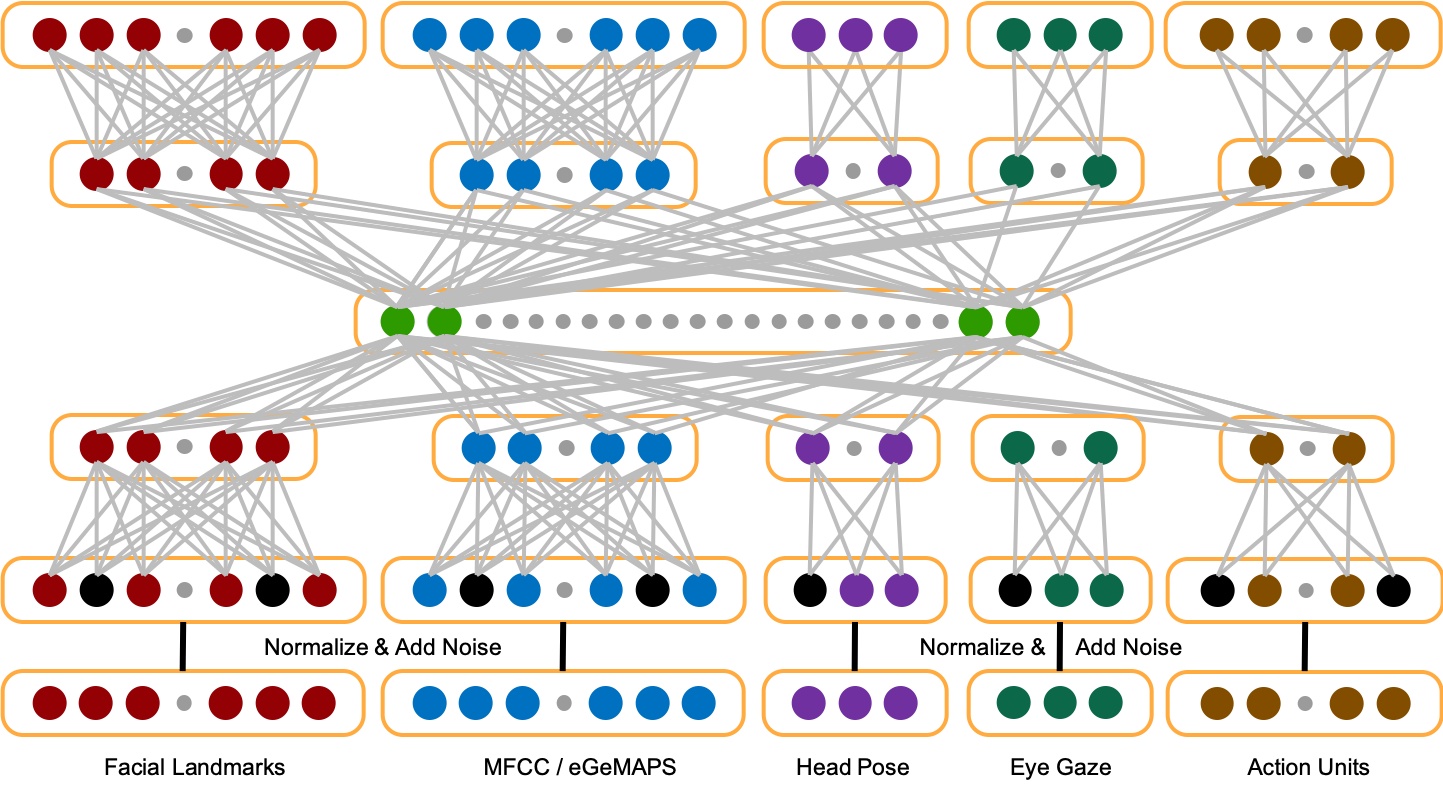 Normalize & Add Noise
Normalize & Add Noise
Facial Landmarks
MFCC / eGeMAPS
Head Pose
Eye Gaze
Action Units